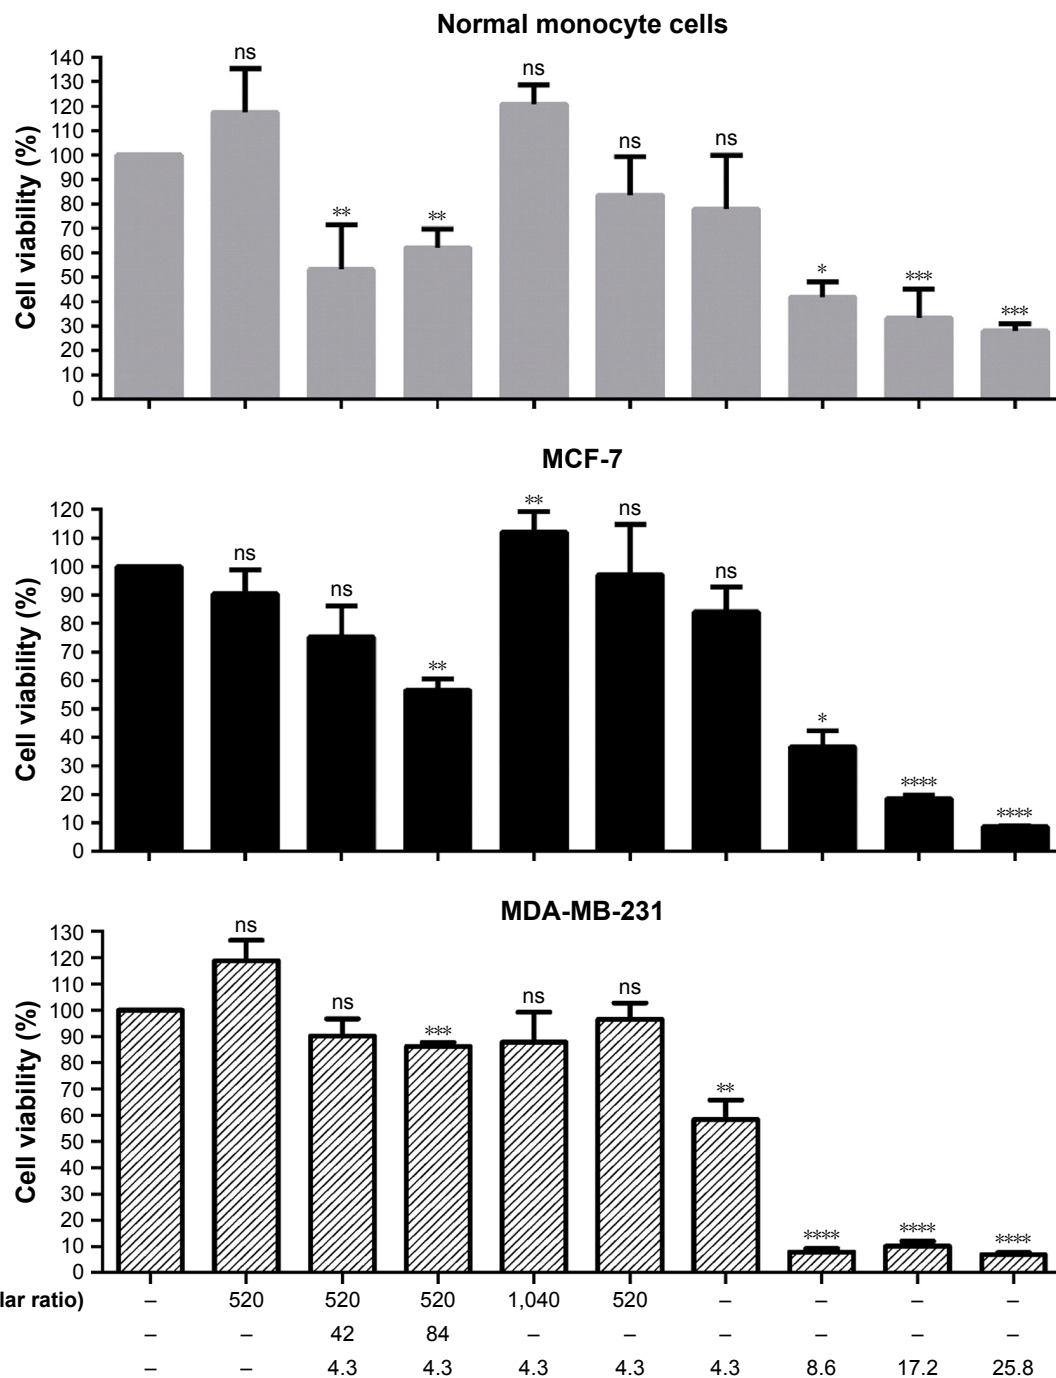 Normal monocyte cells
Cell viability (%)
140
130
120
110
100
90
80
70
60
50
40
30
20
10
0
ns
**
**
ns
ns
ns
*
***
***
MCF-7
Cell viability (%)
120
110
100
90
80
70
60
50
40
30
20
10
0
ns
ns
**
**
ns
ns
*
****
****
MDA-MB-231
Cell viability (%)
130
120
110
100
90
80
70
60
50
40
30
20
10
0
ns
ns
***
ns
ns
**
****
****
****
lar ratio) – 520 520 520 1,040 520 – – – –
– – 42 84 – – – – – –
– – 4.3 4.3 4.3 4.3 4.3 8.6 17.2 25.8